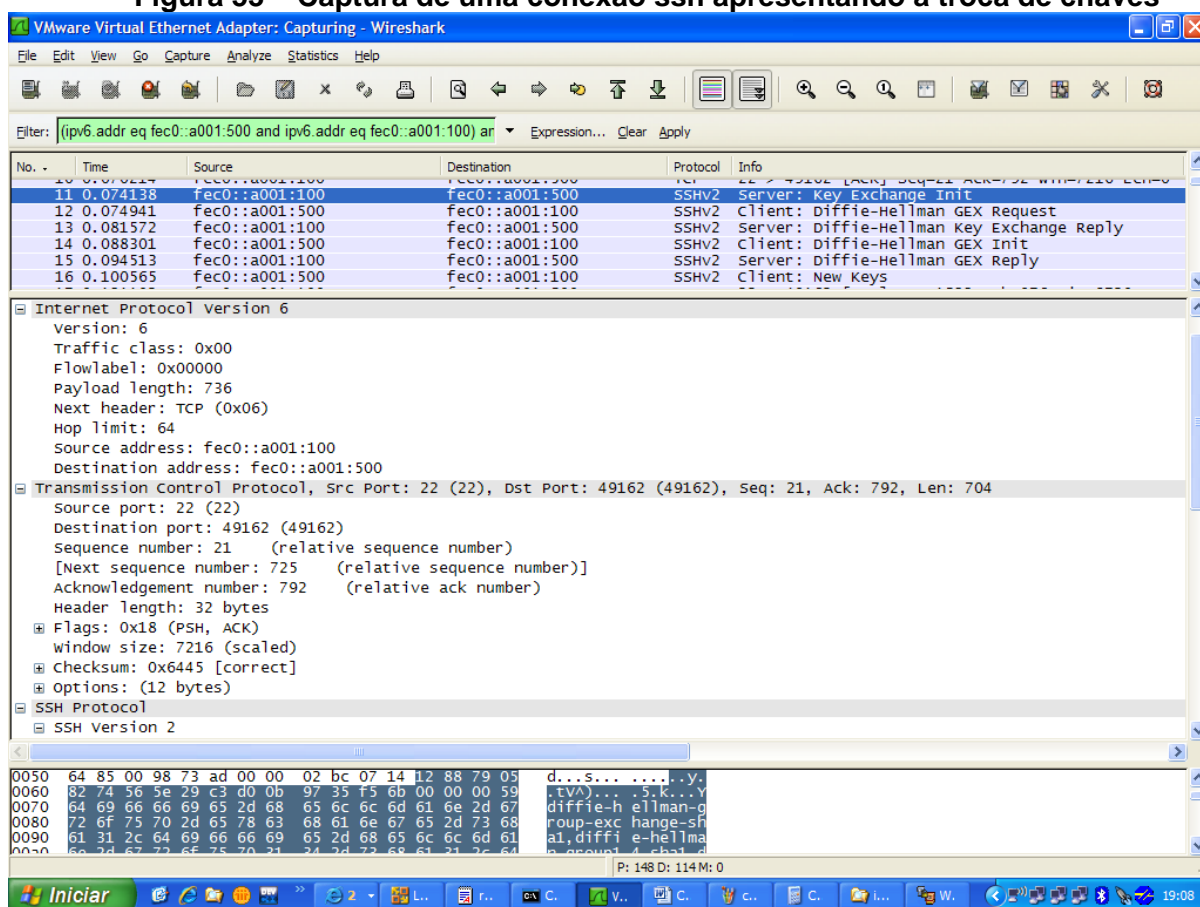 Figura 35 – Captura de uma conexão ssh apresentando a troca de chaves
VMware Virtual Ethernet Adapter: Capturing - Wireshark
File Edit View Go Capture Analyze Statistics Help
Filter: (ipv6.addr eq fec0::a001:500 and ipv6.addr eq fec0::a001:100) ar Expression... Clear Apply
No. - Time Source Destination Protocol Info
11 0.074138 fec0::a001:100 fec0::a001:500 SSHv2 Server: Key Exchange Init
12 0.074941 fec0::a001:500 fec0::a001:100 SSHv2 Client: Diffie-Hellman GEX Request
13 0.081572 fec0::a001:100 fec0::a001:500 SSHv2 Server: Diffie-Hellman Key Exchange Reply
14 0.088301 fec0::a001:500 fec0::a001:100 SSHv2 Client: Diffie-Hellman GEX Init
15 0.094513 fec0::a001:100 fec0::a001:500 SSHv2 Server: Diffie-Hellman GEX Reply
16 0.100565 fec0::a001:500 fec0::a001:100 SSHv2 Client: New Keys
Internet Protocol Version 6
Version: 6
Traffic class: 0x00
Flowlabel: 0x00000
Payload length: 736
Next header: TCP (0x06)
Hop limit: 64
Source address: fec0::a001:100
Destination address: fec0::a001:500
Transmission Control Protocol, Src Port: 22 (22), Dst Port: 49162 (49162), Seq: 21, Ack: 792, Len: 704
Source port: 22 (22)
Destination port: 49162 (49162)
Sequence number: 21 (relative sequence number)
[Next sequence number: 725 (relative sequence number)]
Acknowledgement number: 792 (relative ack number)
Header length: 32 bytes
Flags: 0x18 (PSH, ACK)
Window size: 7216 (scaled)
Checksum: 0x6445 [correct]
Options: (12 bytes)
SSH Protocol
SSH Version 2
0050 64 85 00 98 73 ad 00 00 02 bc 07 14 12 88 79 05 d...s... ......y.
0060 82 74 56 5e 29 c3 d0 0b 97 35 f5 6b 00 00 00 59 .tV^)... .5.k...Y
0070 64 69 66 66 69 65 2d 68 65 6c 6c 6d 61 6e 2d 67 diffie-h ellman-g
0080 72 6f 75 70 2d 65 78 63 68 61 6e 67 65 2d 73 68 roup-exc hange-sh
0090 61 31 2c 64 69 66 66 69 65 2d 68 65 6c 6c 6d 61 a1,diffi e-hellma
P: 148 D: 114 M: 0
Iniciar 2 L.. r.. C. V.. C. c.. C. i... W. 19:08